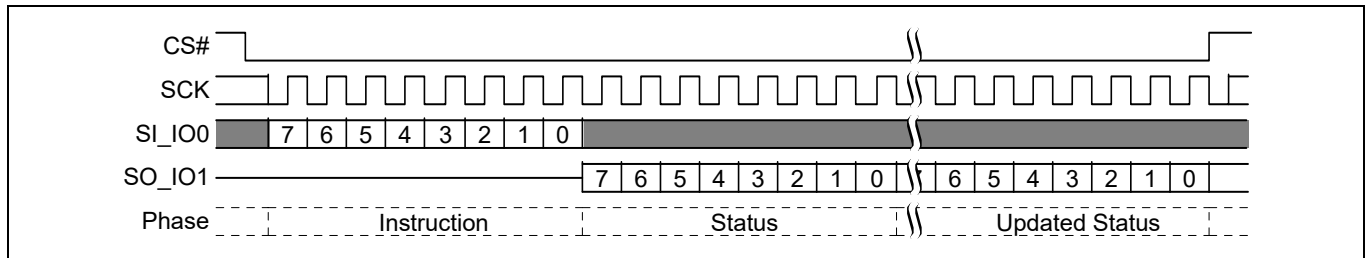 CS#
SCK
SI_IO0 7 6 5 4 3 2 1 0
SO_IO1 7 6 5 4 3 2 1 0 6 5 4 3 2 1 0
Phase Instruction Status Updated Status